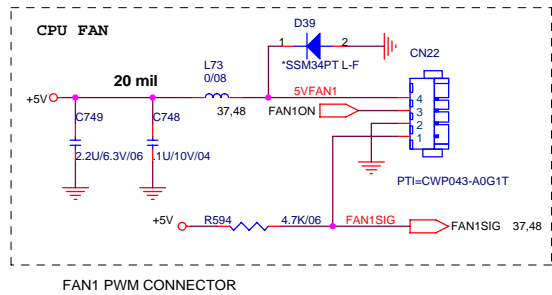 CPU FAN
D39
1 2
*SSM34PT L-F
CN22
L73
0/08
20 mil
+5V
37,48
5VFAN1
4
FAN1ON
3
2
1
C749
C748
2.2U/6.3V/06
.1U/10V/04
PTI=CWP043-A0G1T
+5V
R594
4.7K/06
FAN1SIG
FAN1SIG
37,48
FAN1 PWM CONNECTOR